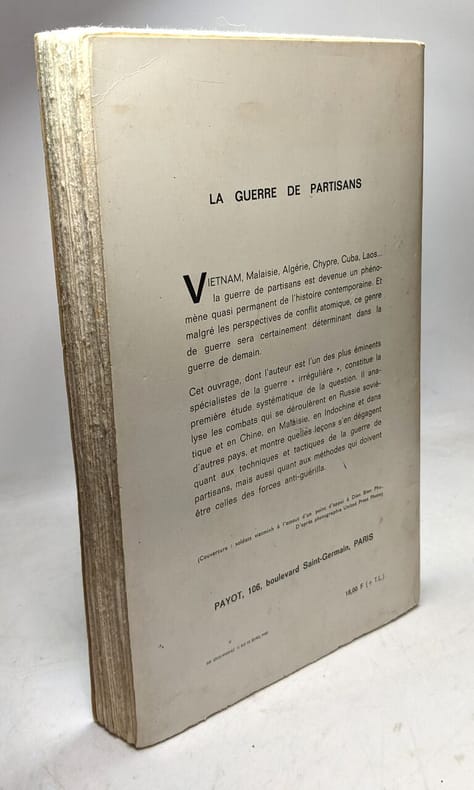 LA GUERRE DE PARTISANS
VIETNAM, Malaisie, Algérie, Chypre, Cuba, Laos...
la guerre de partisans est devenue un phéno-
mène quasi permanent de l'histoire contemporaine. Et
malgré les perspectives de conflit atomique, ce genre
de guerre sera certainement déterminant dans la
guerre de demain.
Cet ouvrage, dont l'auteur est l'un des plus éminents
spécialistes de la guerre « irrégulière », constitue la
première étude systématique de la question. Il ana-
lyse les combats qui se déroulèrent en Russie sovié-
tique et en Chine, en Malaisie, en Indochine et dans
d'autres pays, et montre quelles leçons s'en dégagent
quant aux techniques et tactiques de la guerre de
partisans, mais aussi quant aux méthodes qui doivent
être celles des forces anti-guérilla.
(Couverture : soldats vietminh à l'assaut d'un point d'appui à Dien Bien Phu.
D'après photographie United Press Photo)
PAYOT, 106, boulevard Saint-Germain, PARIS
18,00 F (+ T.L.)